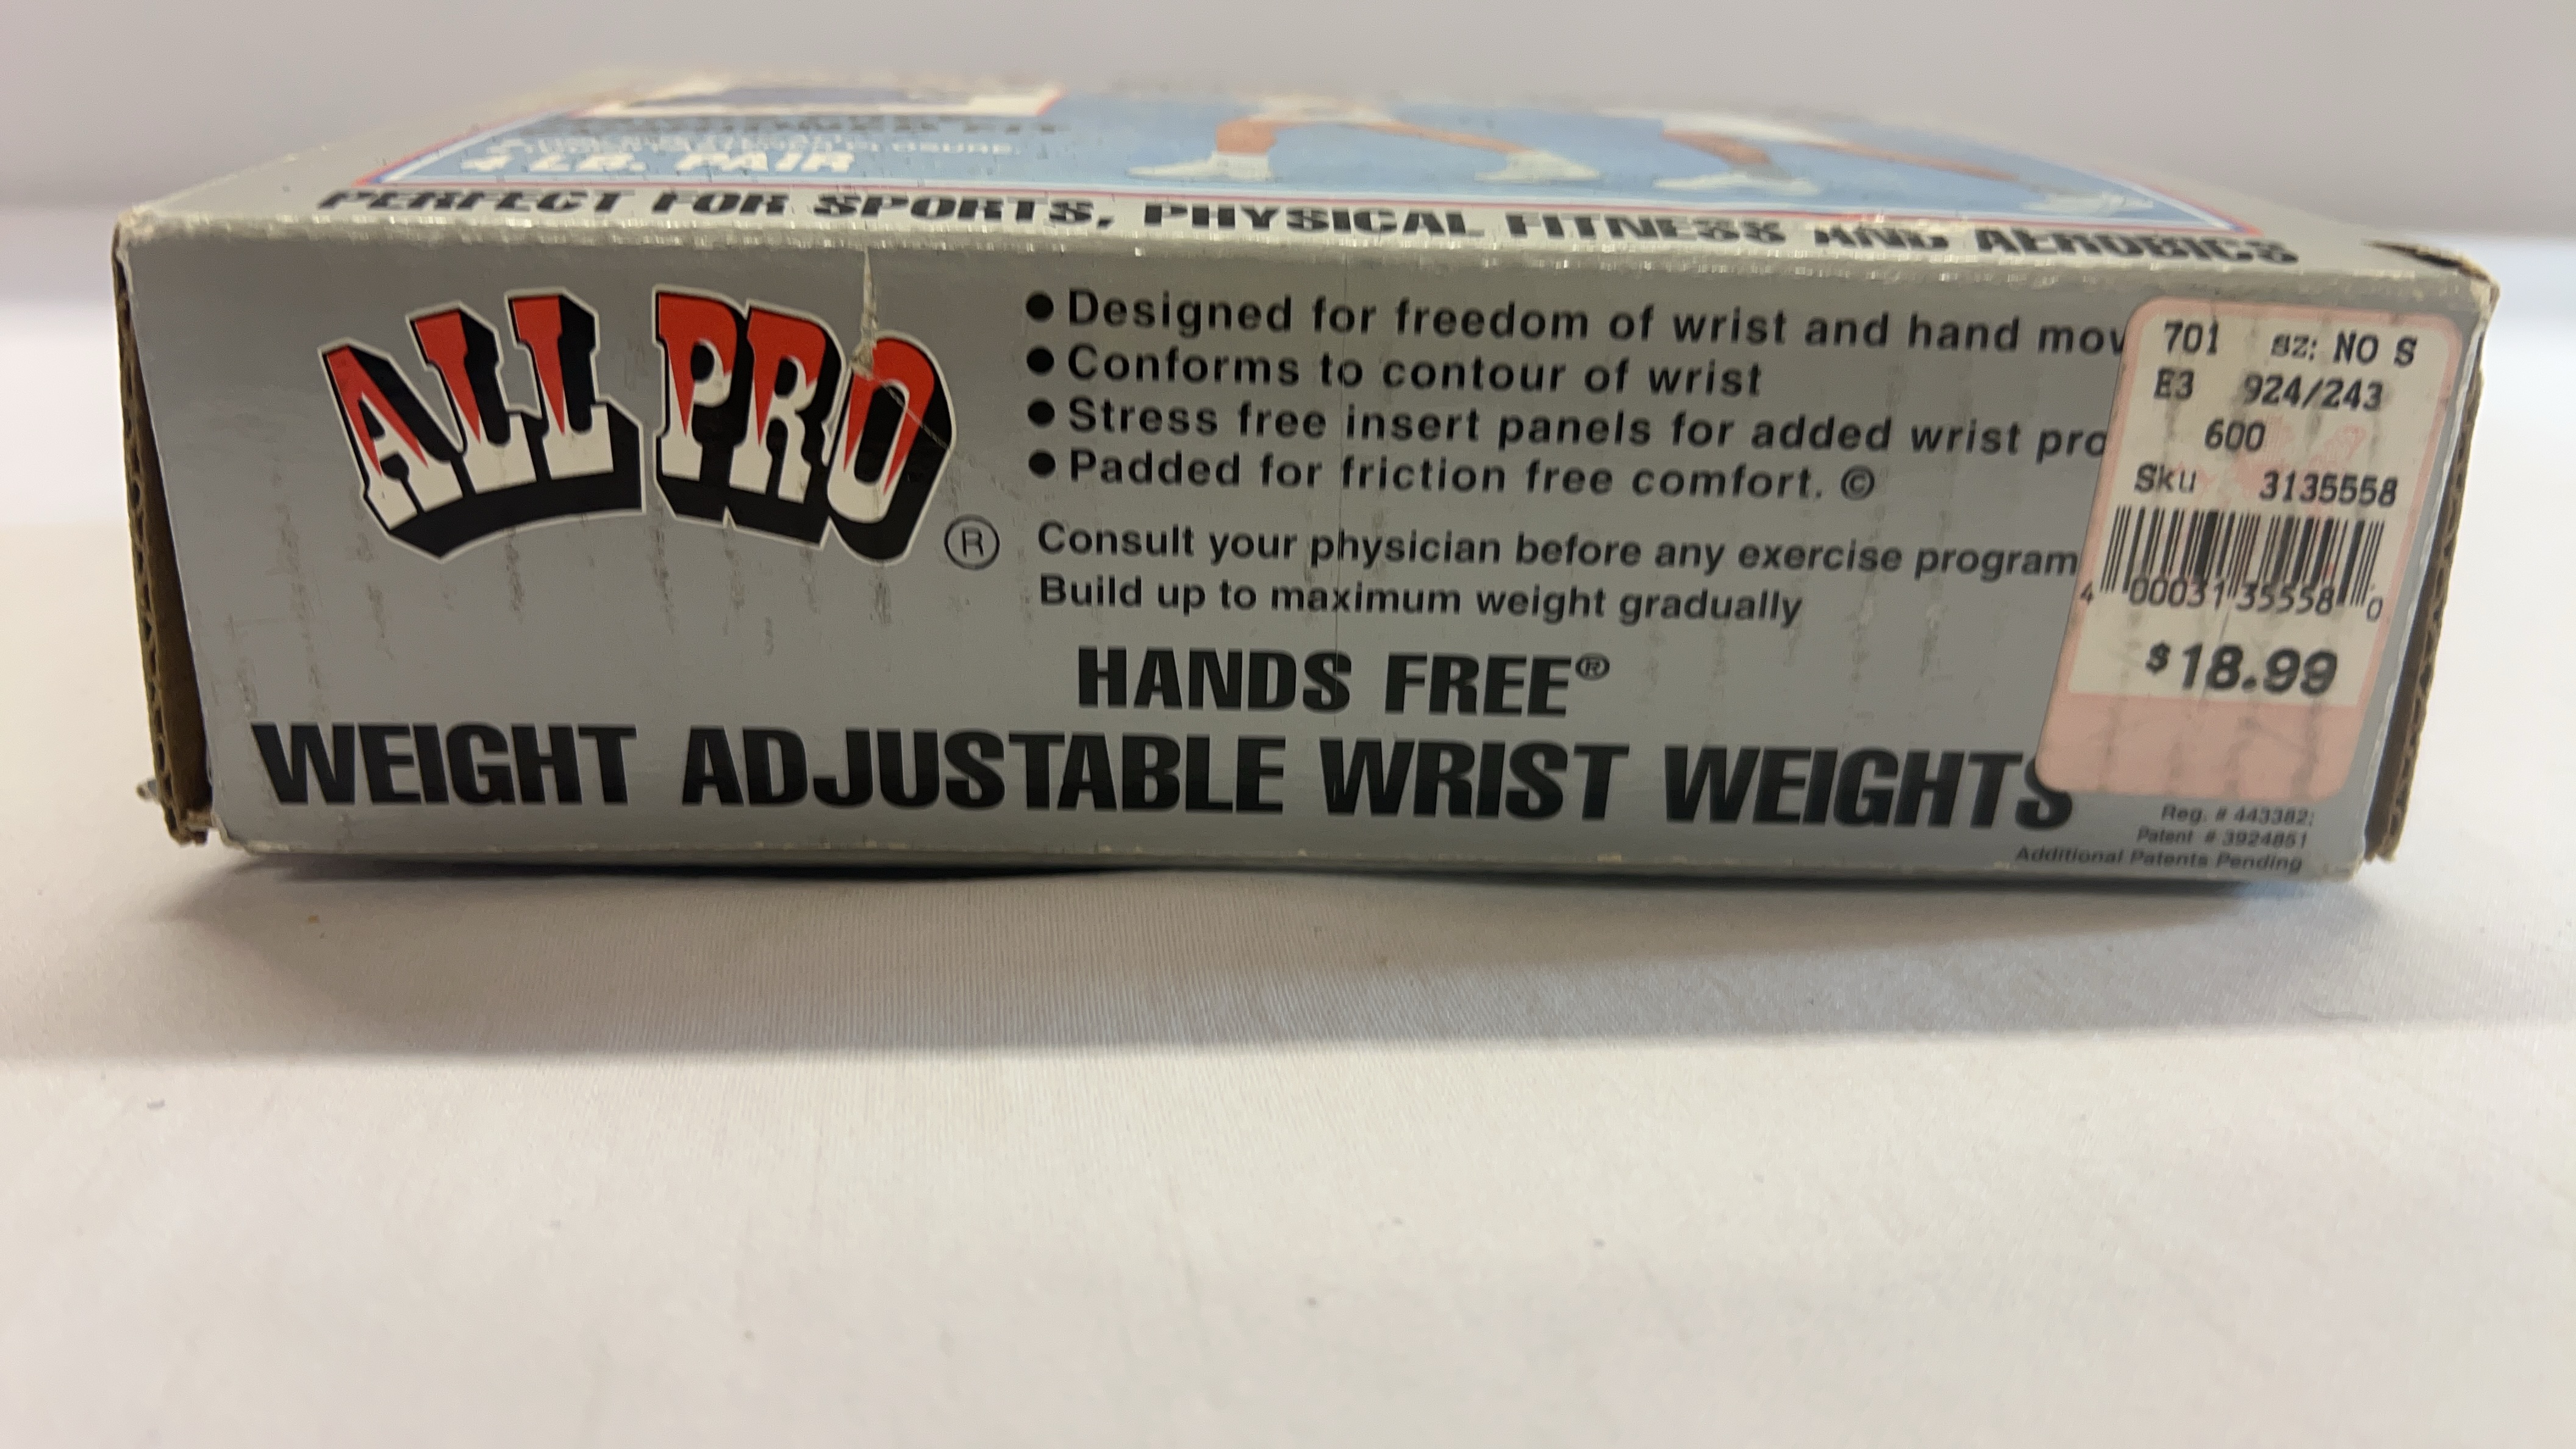 4 LB. PAIR
PERFECT FOR SPORTS, PHYSICAL FITNESS AND AEROBICS
ALL PRO ®
● Designed for freedom of wrist and hand mov
● Conforms to contour of wrist
● Stress free insert panels for added wrist pro
● Padded for friction free comfort. ©
Consult your physician before any exercise program
Build up to maximum weight gradually
HANDS FREE®
WEIGHT ADJUSTABLE WRIST WEIGHTS
701 sz: NO S
E3 924/243
600
Sku 3135558
4 00031 35558 0
$18.99
Reg. # 443382;
Patent # 3924851
Additional Patents Pending